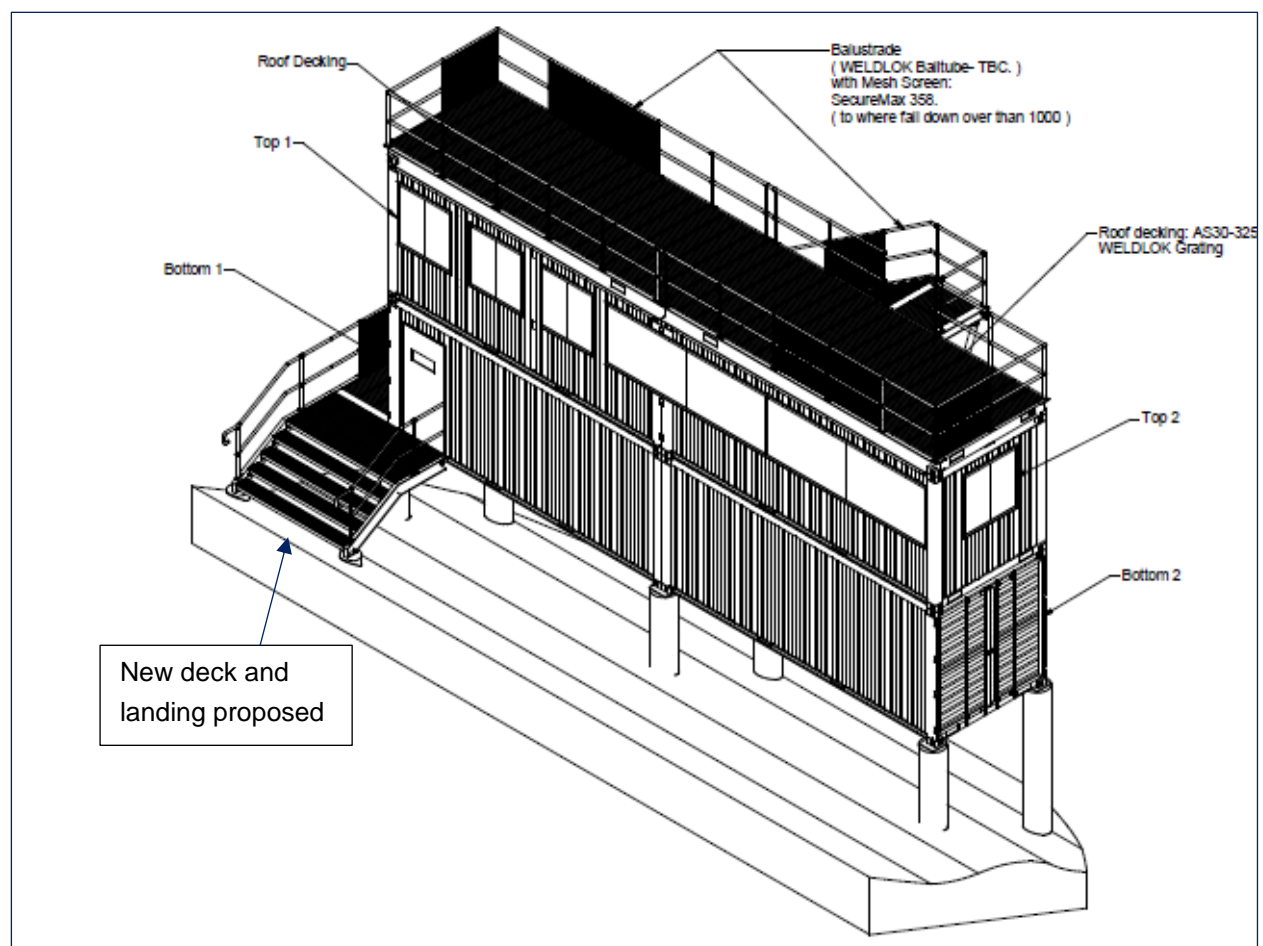 Roof Decking
Balustrade
( WELDLOK Balltube- TBC. )
with Mesh Screen:
SecureMax 358.
( to where fall down over than 1000 )
Top 1
Bottom 1
Roof decking: AS30-325
WELDLOK Grating
Top 2
Bottom 2
New deck and
landing proposed